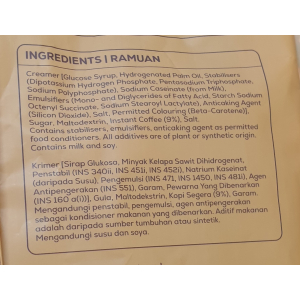 INGREDIENTS | RAMUAN
Creamer [Glucose Syrup, Hydrogenated Palm Oil, Stabilisers
(Dipotassium Hydrogen Phosphate, Pentasodium Triphosphate,
Sodium Polyphosphate), Sodium Caseinate (from Milk),
Emulsifiers (Mono- and Diglycerides of Fatty Acid, Starch Sodium
Octenyl Succinate, Sodium Stearoyl Lactylate), Anticaking Agent
(Silicon Dioxide), Salt, Permitted Colouring (Beta-Carotene)],
Sugar, Maltodextrin, Instant Coffee (9%), Salt.
Contains stabilisers, emulsifiers, anticaking agent as permitted
food conditioners. All additives are of plant or synthetic origin.
Contains milk and soy.
Krimer [Sirap Glukosa, Minyak Kelapa Sawit Dihidrogenat,
Penstabil (INS 340ii, INS 451i, INS 452i), Natrium Kaseinat
(daripada Susu), Pengemulsi (INS 471, INS 1450, INS 481i), Agen
Antipengerakan (INS 551), Garam, Pewarna Yang Dibenarkan
(INS 160 a(i))], Gula, Maltodekstrin, Kopi Segera (9%), Garam.
Mengandungi penstabil, pengemulsi, agen antipengerakan
sebagai kondisioner makanan yang dibenarkan. Aditif makanan
adalah daripada sumber tumbuhan atau sintetik.
Mengandungi susu dan soya.